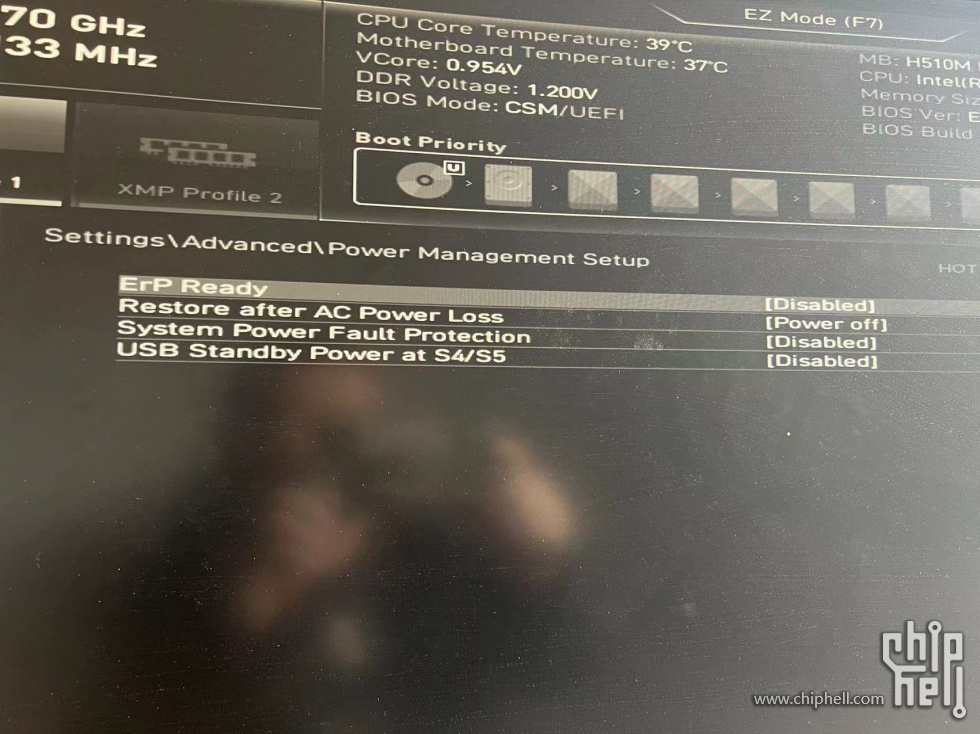 70 GHz
33 MHz
CPU Core Temperature: 39°C
Motherboard Temperature: 37°C
VCore: 0.954V
DDR Voltage: 1.200V
BIOS Mode: CSM/UEFI
EZ Mode (F7)
MB: H510M
CPU: Intel(R
Memory Siz
BIOS Ver: E
BIOS Build
Boot Priority
U
1
XMP Profile 2
Settings\Advanced\Power Management Setup
HOT
ErP Ready [Disabled]
Restore after AC Power Loss [Power off]
System Power Fault Protection [Disabled]
USB Standby Power at S4/S5 [Disabled]
www.chiphell.com
chip
hell